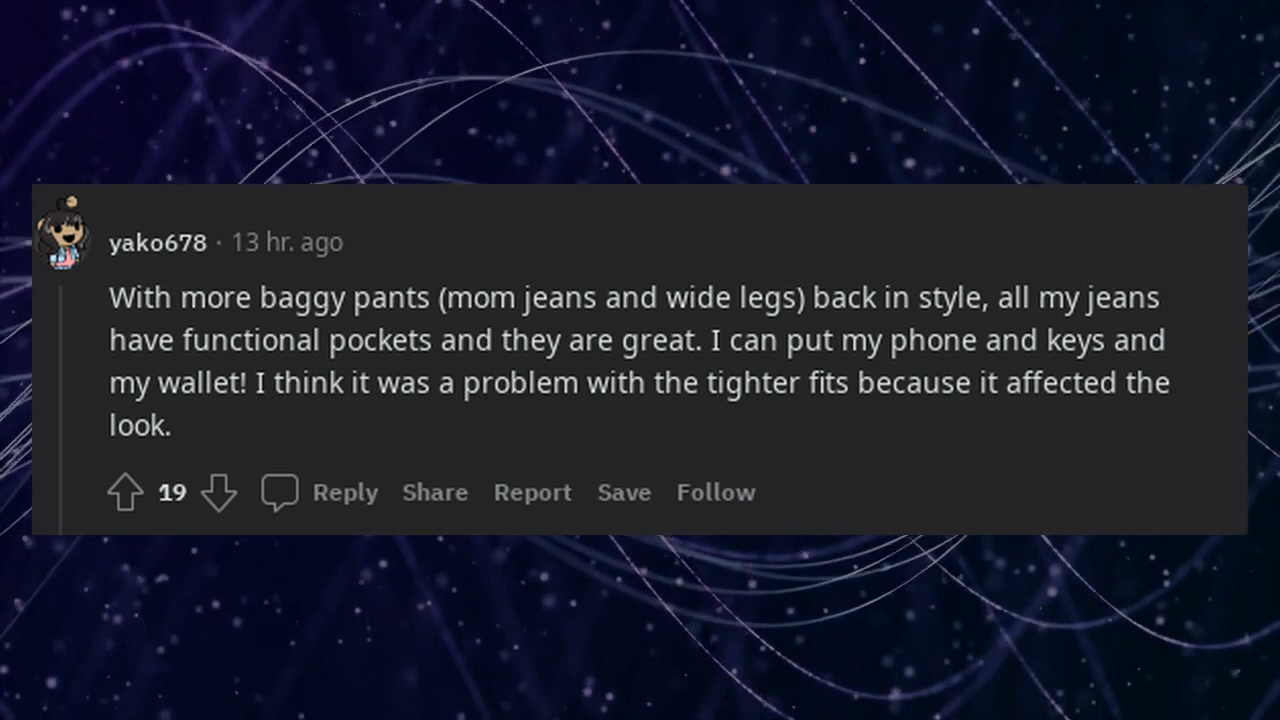 yako678 · 13 hr. ago
With more baggy pants (mom jeans and wide legs) back in style, all my jeans
have functional pockets and they are great. I can put my phone and keys and
my wallet! I think it was a problem with the tighter fits because it affected the
look.
19 Reply Share Report Save Follow